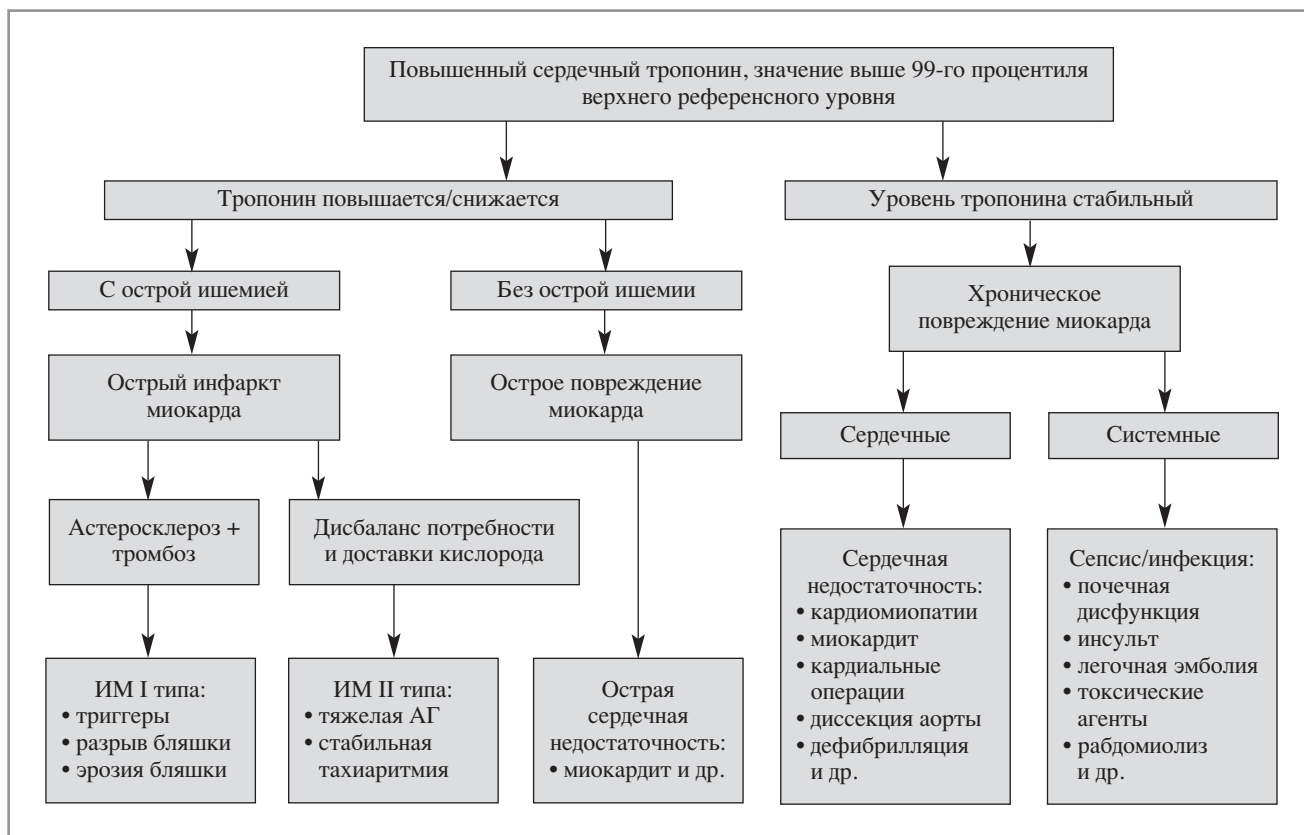 Повышенный сердечный тропонин, значение выше 99-го процентиля
верхнего референсного уровня
Тропонин повышается/снижается
Уровень тропонина стабильный
С острой ишемией
Без острой ишемии
Хроническое
повреждение миокарда
Острый инфаркт
миокарда
Острое повреждение
миокарда
Сердечные
Системные
Астеросклероз +
тромбоз
Дисбаланс потребности
и доставки кислорода
Сердечная
недостаточность:
• кардиомиопатии
• миокардит
• кардиальные
операции
• диссекция аорты
• дефибрилляция
и др.
Сепсис/инфекция:
• почечная
дисфункция
• инсульт
• легочная эмболия
• токсические
агенты
• рабдомиолиз
и др.
ИМ I типа:
• триггеры
• разрыв бляшки
• эрозия бляшки
ИМ II типа:
• тяжелая АГ
• стабильная
тахиаритмия
Острая
сердечная
недостаточность:
• миокардит и др.